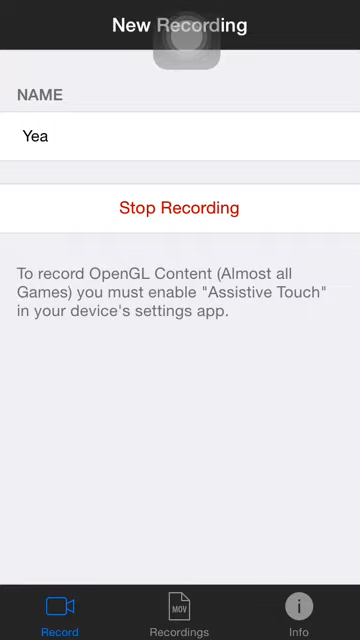 New Recording
NAME
Yea
Stop Recording
To record OpenGL Content (Almost all
Games) you must enable "Assistive Touch"
in your device's settings app.
MOV
Record
Recordings
Info